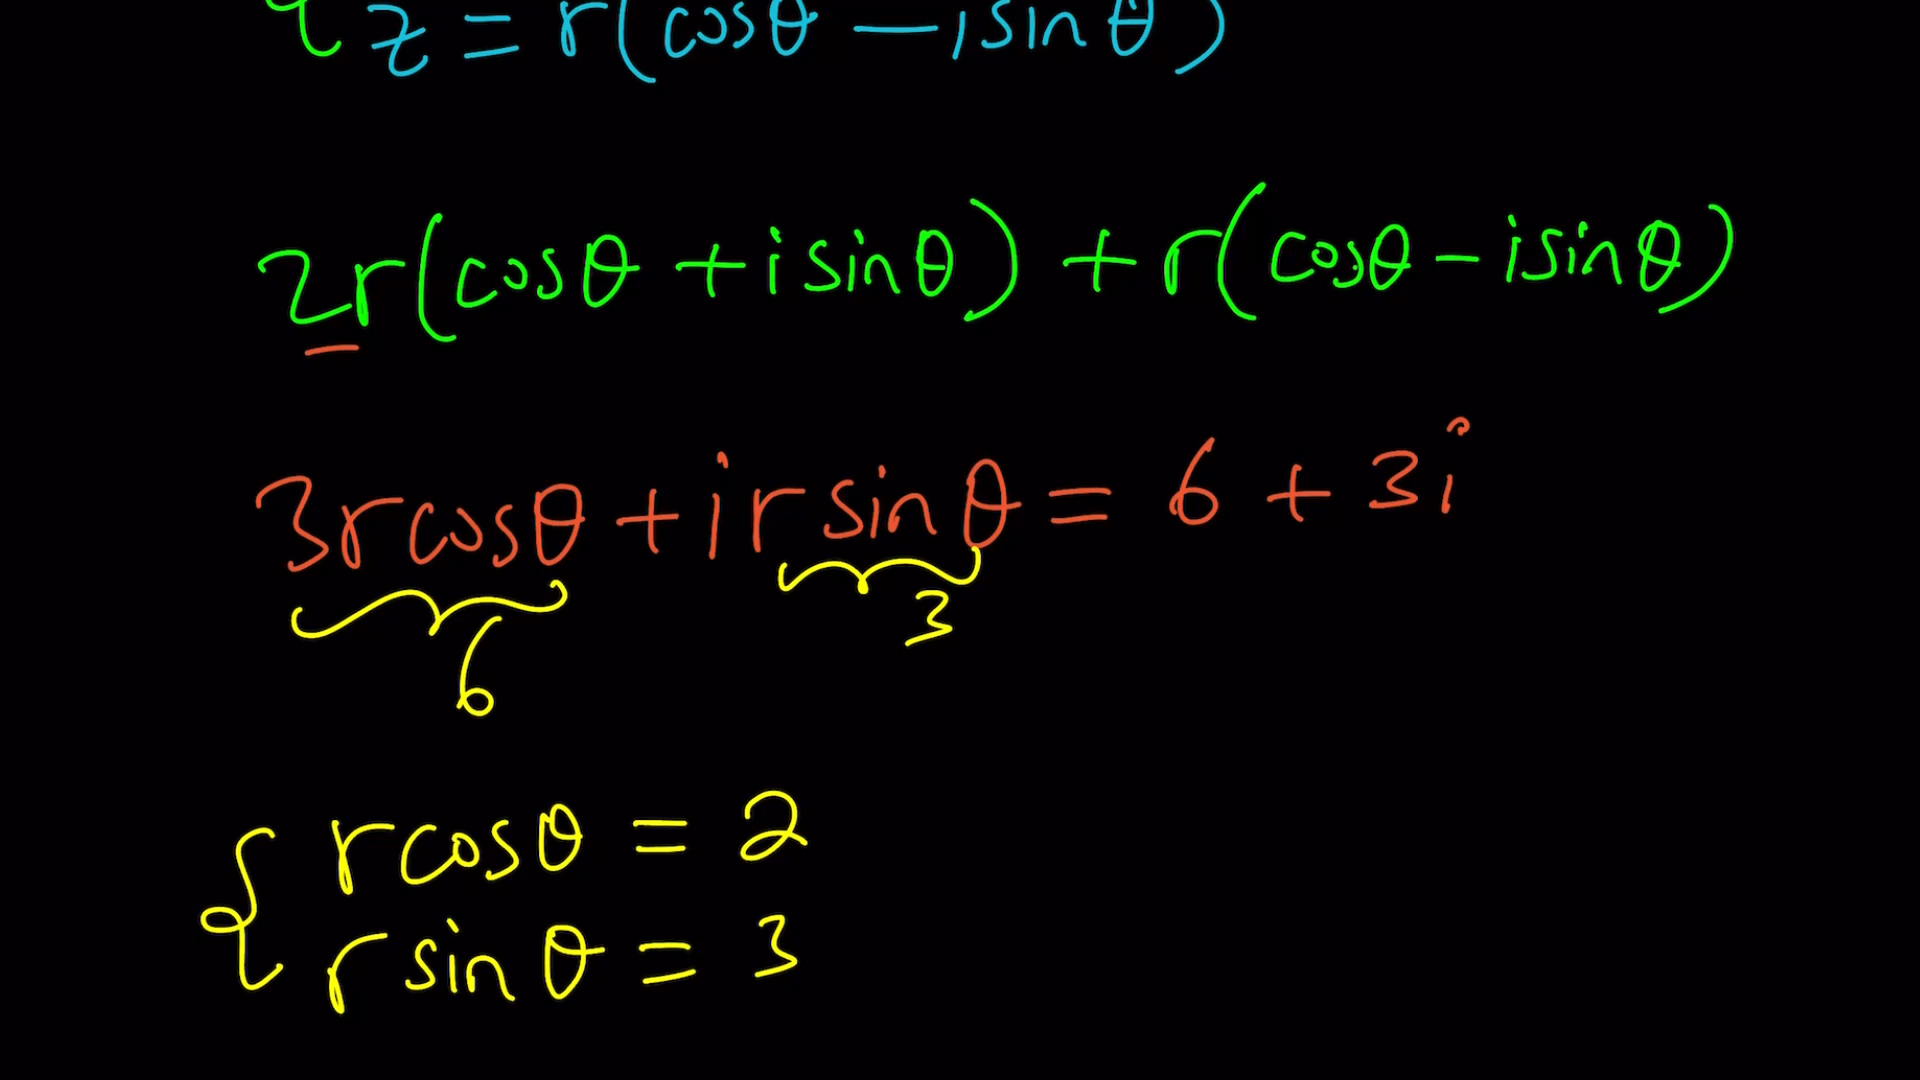 z = r(cosθ − isinθ)
2r(cosθ + isinθ) + r(cosθ − isinθ)
3rcosθ + irsinθ = 6 + 3i
3
6
{ rcosθ = 2
rsinθ = 3